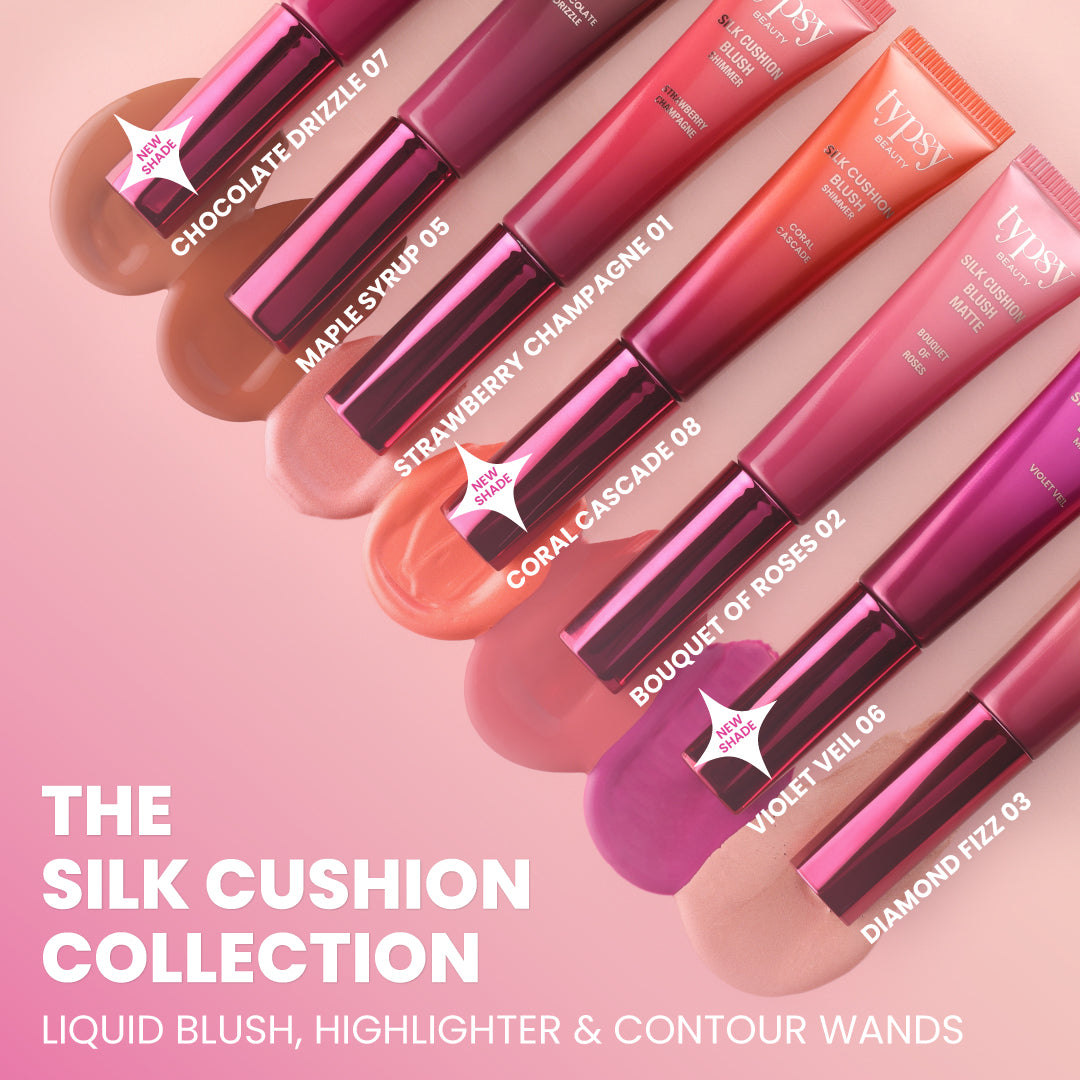 NEW
SHADE
CHOCOLATE DRIZZLE 07
DRIZZLE
MAPLE SYRUP 05
typsy
BEAUTY
SILK CUSHION
BLUSH
SHIMMER
STRAWBERRY
CHAMPAGNE
STRAWBERRY CHAMPAGNE 01
typsy
BEAUTY
SILK CUSHION
BLUSH
SHIMMER
CORAL
CASCADE
NEW
SHADE
CORAL CASCADE 08
typsy
BEAUTY
SILK CUSHION
BLUSH
MATTE
BOUQUET
OF
ROSES
BOUQUET OF ROSES 02
VIOLET VEIL
NEW
SHADE
VIOLET VEIL 06
DIAMOND FIZZ 03
THE
SILK CUSHION
COLLECTION
LIQUID BLUSH, HIGHLIGHTER & CONTOUR WANDS